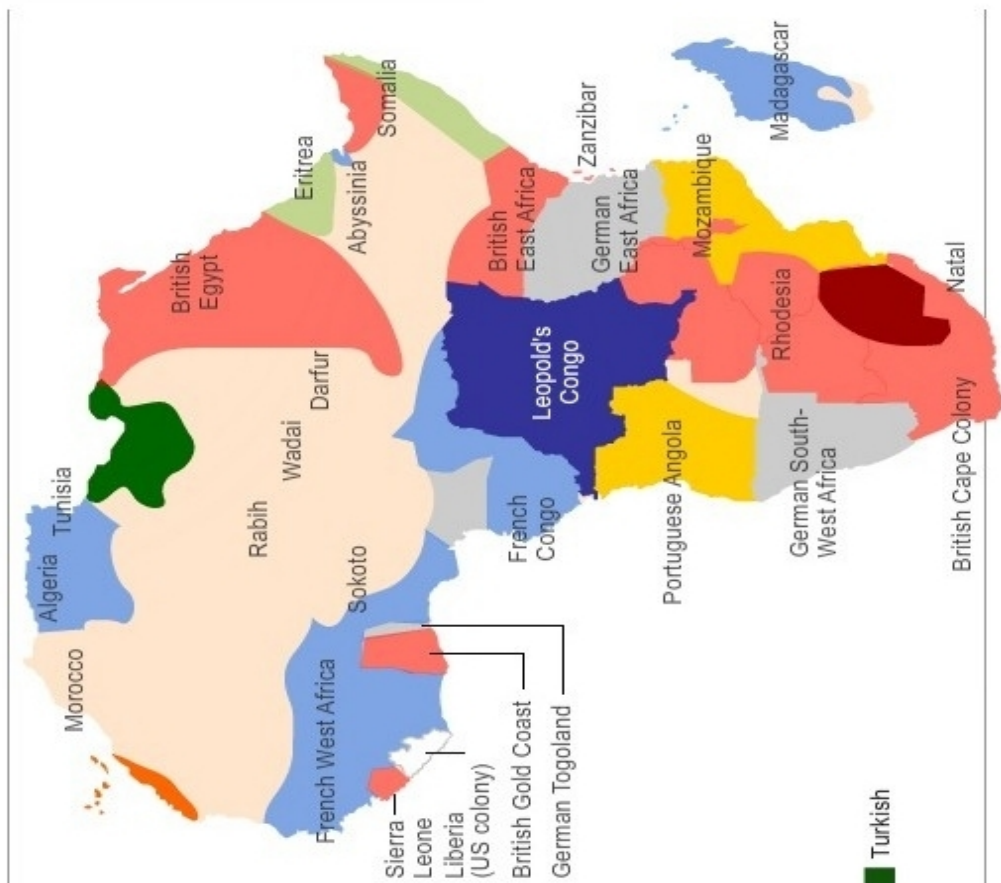 Morocco
Algeria
Tunisia
British
Egypt
Eritrea
Somalia
Abyssinia
Rabih
Wadai
Darfur
Sokoto
French West Africa
Sierra
Leone
Liberia
(US colony)
British Gold Coast
German Togoland
French
Congo
Leopold's
Congo
British
East Africa
German
East Africa
Zanzibar
Portuguese Angola
Mozambique
Madagascar
Rhodesia
German South-
West Africa
British Cape Colony
Natal
Turkish